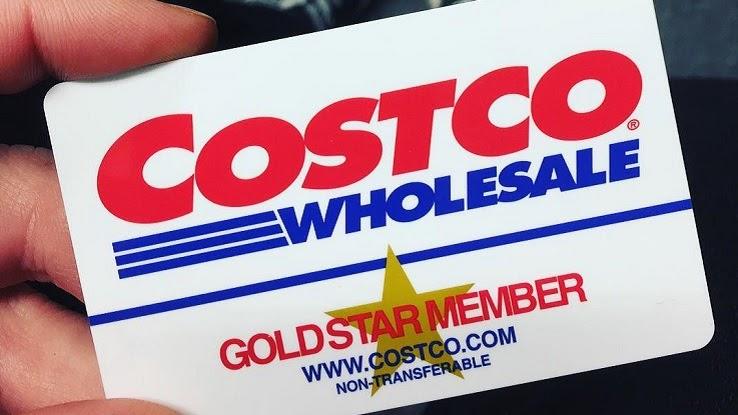 COSTCO®
WHOLESALE
GOLD STAR MEMBER
WWW.COSTCO.COM
NON-TRANSFERABLE